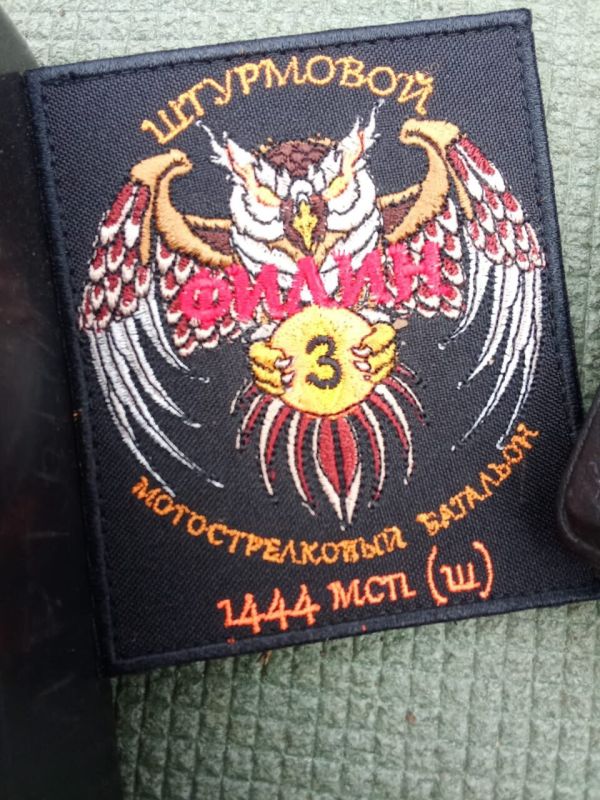 ШТУРМОВОЙ
ФИЛИН
3
МОТОСТРЕЛКОВЫЙ БАТАЛЬОН
1444 МСП (Ш)